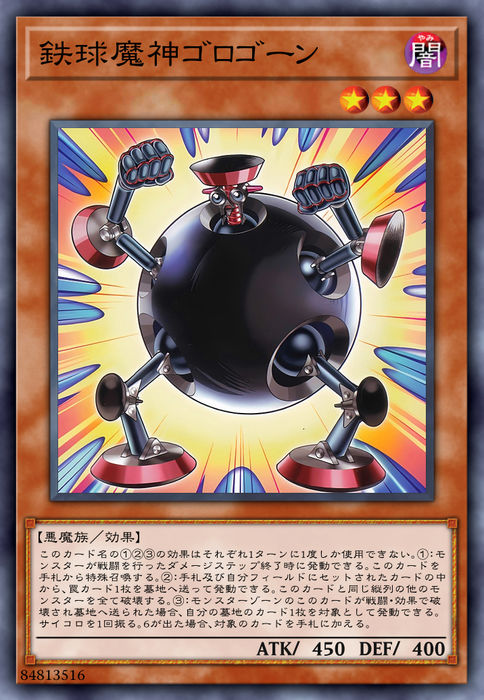 鉄球魔神ゴロゴーン
やみ
闇
【悪魔族／効果】
このカード名の①②③の効果はそれぞれ1ターンに1度しか使用できない。①：モ
ンスターが戦闘を行ったダメージステップ終了時に発動できる。このカードを
手札から特殊召喚する。②：手札及び自分フィールドにセットされたカードの中
から、罠カード1枚を墓地へ送って発動できる。このカードと同じ縦列の他のモ
ンスターを全て破壊する。③：モンスターゾーンのこのカードが戦闘・効果で破
壊され墓地へ送られた場合、自分の墓地のカード1枚を対象として発動できる。
サイコロを1回振る。6が出た場合、対象のカードを手札に加える。
ATK/ 450 DEF/ 400
84813516